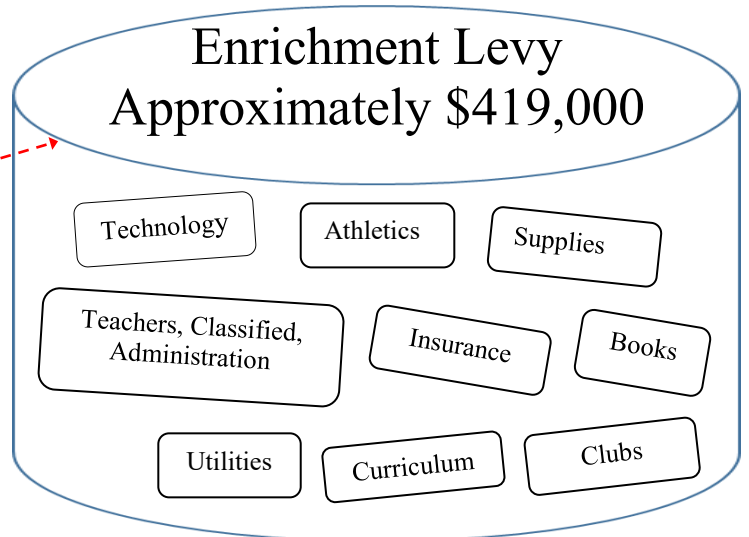 Enrichment Levy
Approximately $419,000
Technology
Athletics
Supplies
Teachers, Classified,
Administration
Insurance
Books
Utilities
Curriculum
Clubs